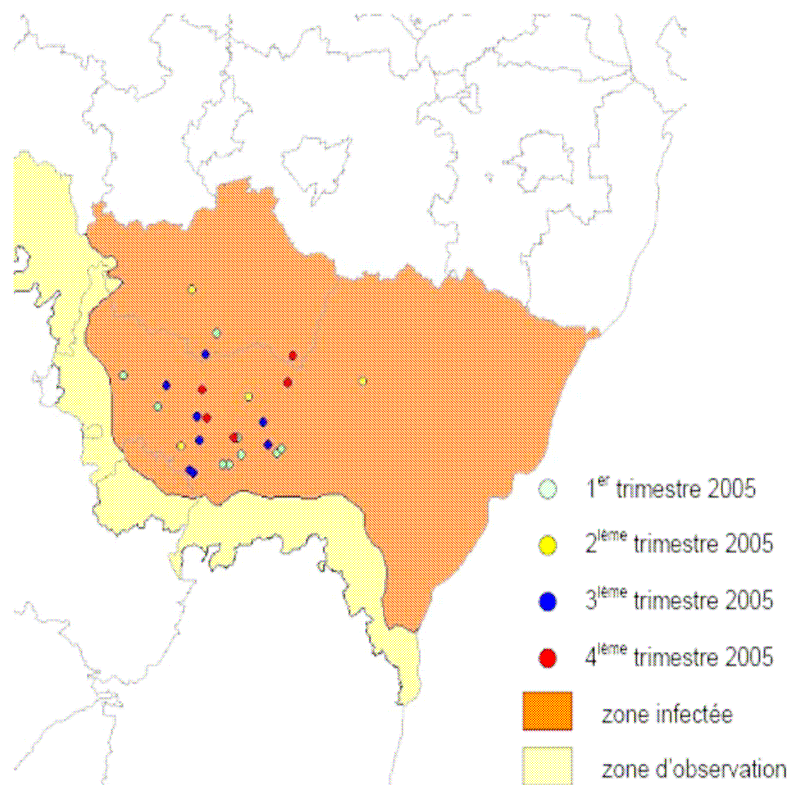 1er trimestre 2005
2ième trimestre 2005
3ième trimestre 2005
4ième trimestre 2005
zone infectée
zone d'observation